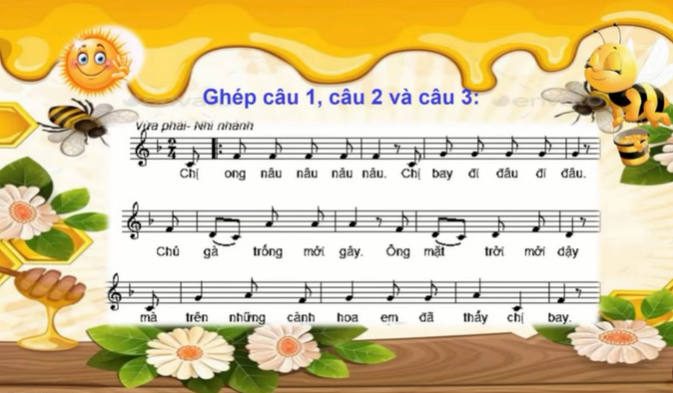 Ghép câu 1, câu 2 và câu 3:
Vừa phải- Nhí nhảnh
2
4
Chị ong nâu nâu nâu nâu. Chị bay đi đâu đi đâu.
Chú gà trống mới gáy. Ông mặt trời mới dậy
mà trên những cành hoa em đã thấy chị bay.